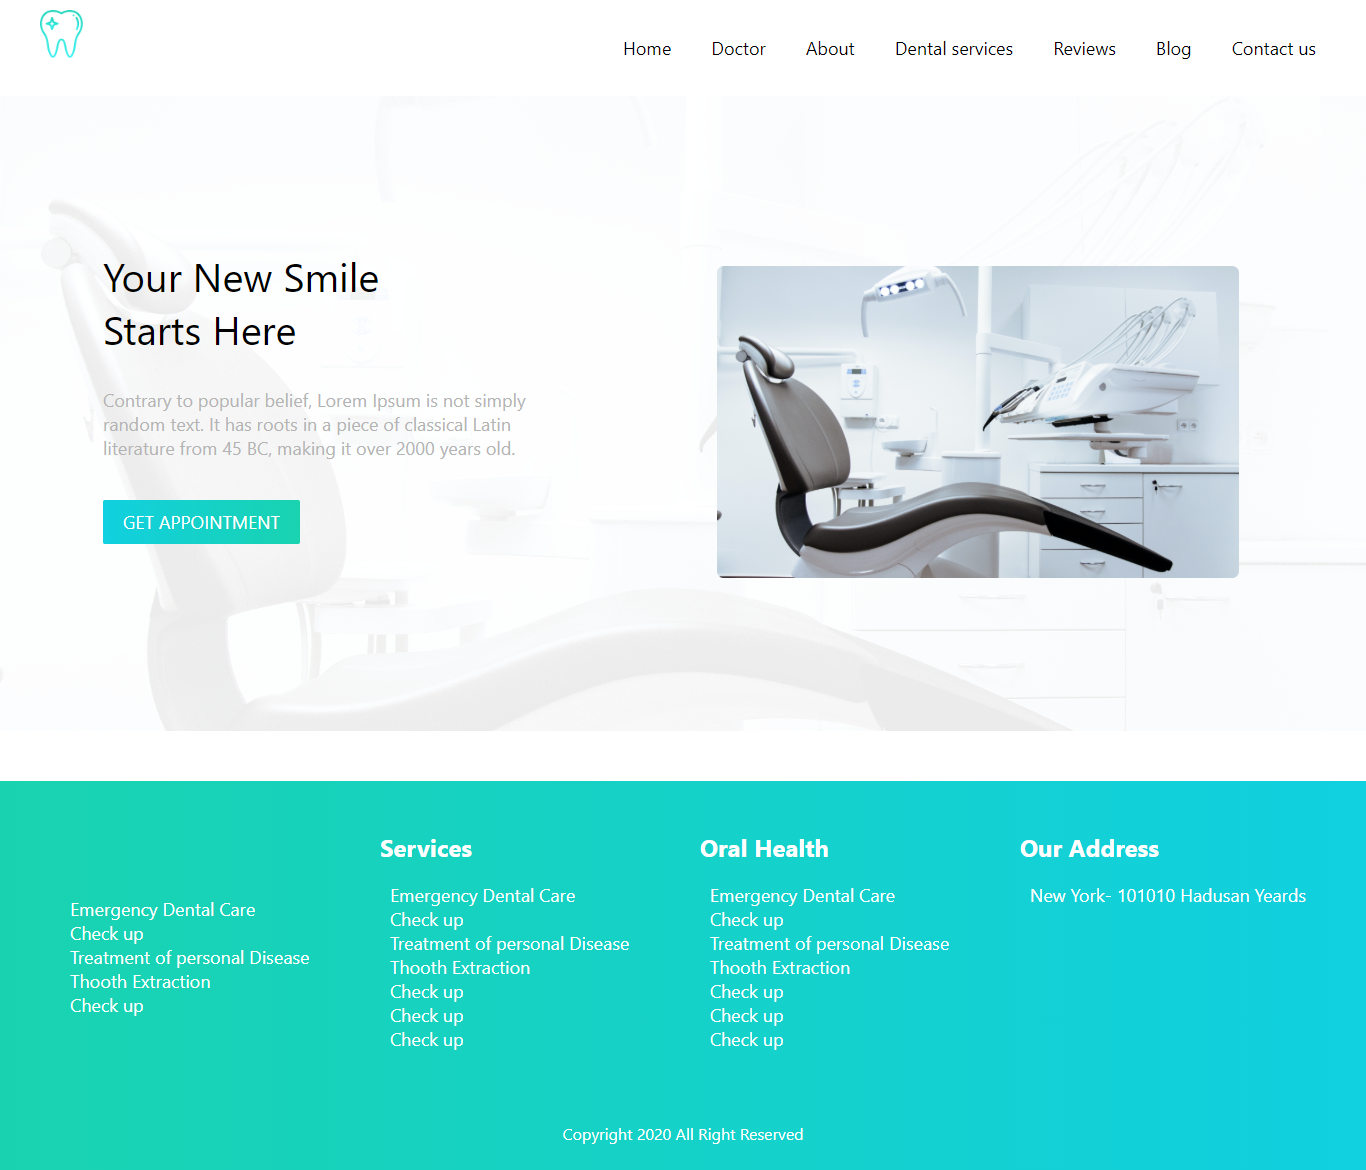 Home Doctor About Dental services Reviews Blog Contact us
Your New Smile
Starts Here
Contrary to popular belief, Lorem Ipsum is not simply
random text. It has roots in a piece of classical Latin
literature from 45 BC, making it over 2000 years old.
GET APPOINTMENT
Emergency Dental Care
Check up
Treatment of personal Disease
Thooth Extraction
Check up
Services
Emergency Dental Care
Check up
Treatment of personal Disease
Thooth Extraction
Check up
Check up
Check up
Oral Health
Emergency Dental Care
Check up
Treatment of personal Disease
Thooth Extraction
Check up
Check up
Check up
Our Address
New York- 101010 Hadusan Yeards
Copyright 2020 All Right Reserved